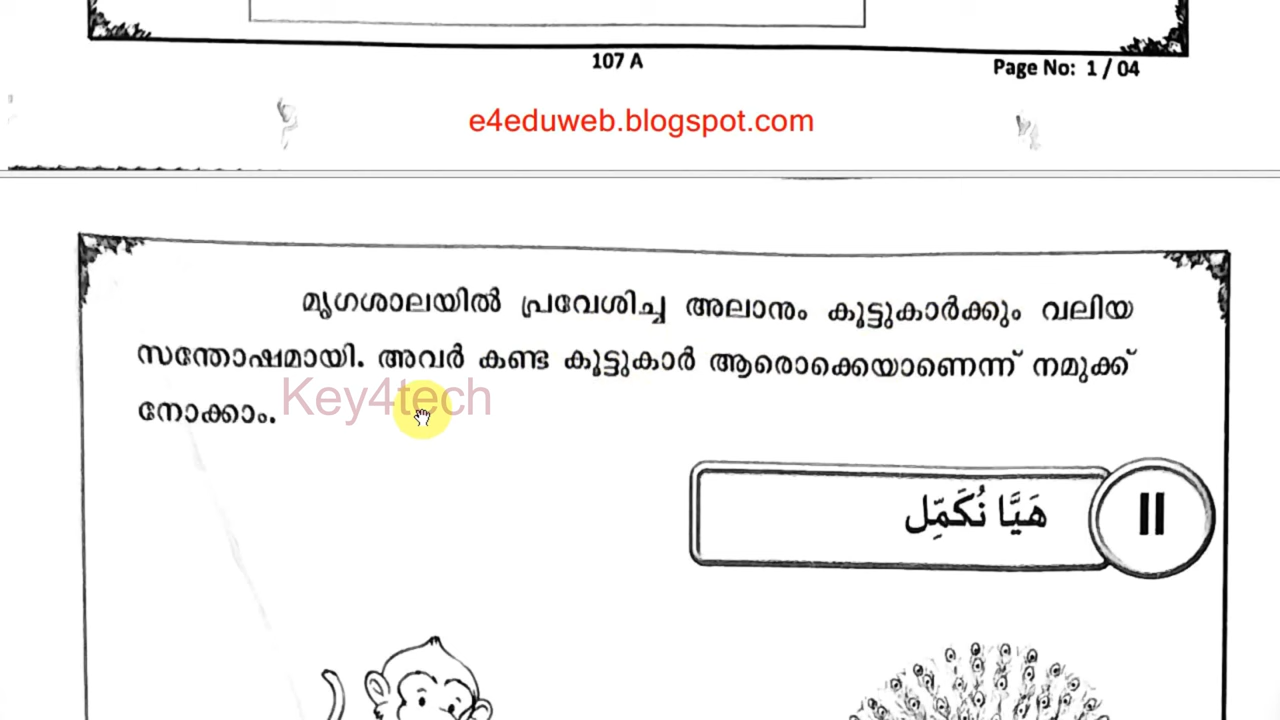 107 A
Page No: 1 / 04
e4eduweb.blogspot.com
മൃഗശാലയിൽ പ്രവേശിച്ച അലാനും കൂട്ടുകാർക്കും വലിയ
സന്തോഷമായി. അവർ കണ്ട കൂട്ടുകാർ ആരൊക്കെയാണെന്ന് നമുക്ക്
നോക്കാം.
Key4tech
هَيَّا نُكَمِّل
II